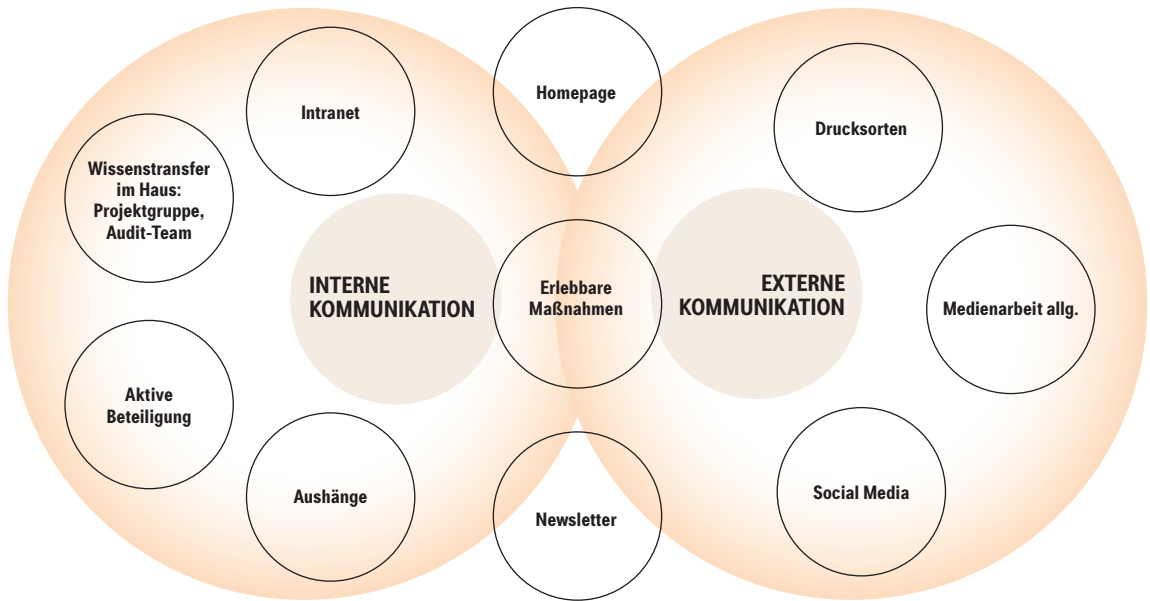 Homepage
Intranet
Drucksorten
Wissenstransfer
im Haus:
Projektgruppe,
Audit-Team
INTERNE
KOMMUNIKATION
Erlebbare
Maßnahmen
EXTERNE
KOMMUNIKATION
Medienarbeit allg.
Aktive
Beteiligung
Aushänge
Newsletter
Social Media